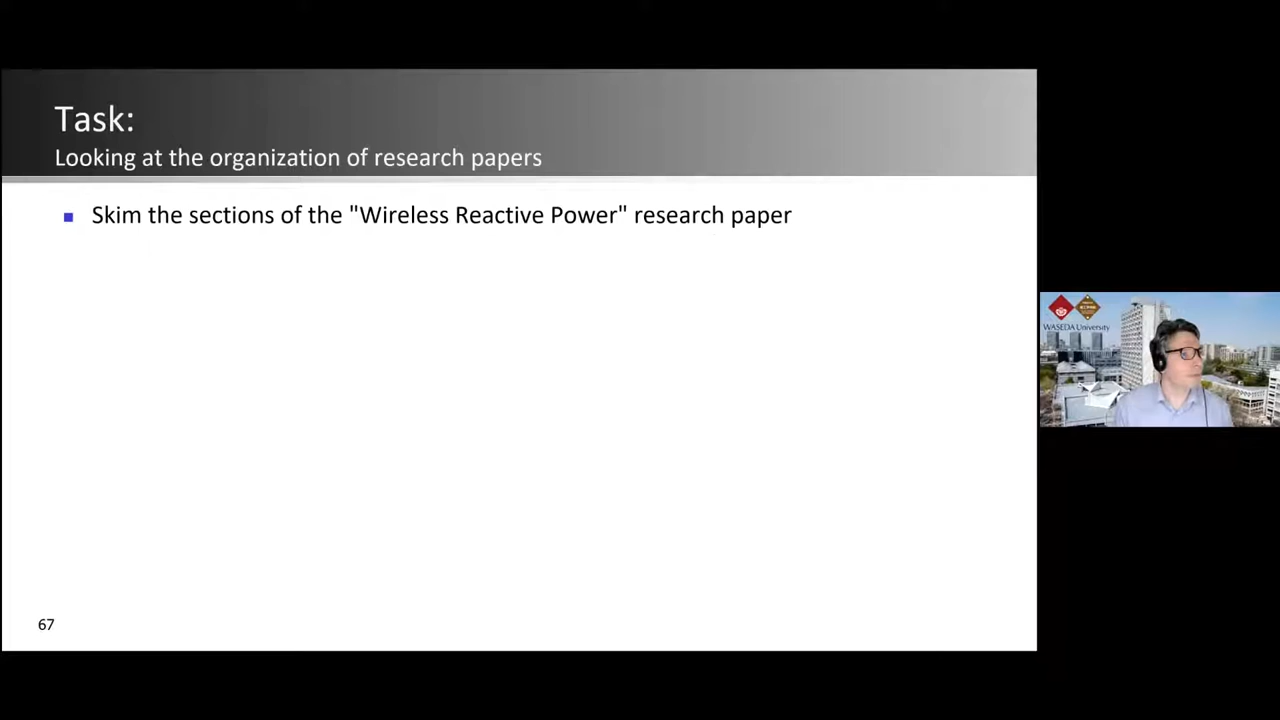 Task:
Looking at the organization of research papers
Skim the sections of the "Wireless Reactive Power" research paper
WASEDA University
67